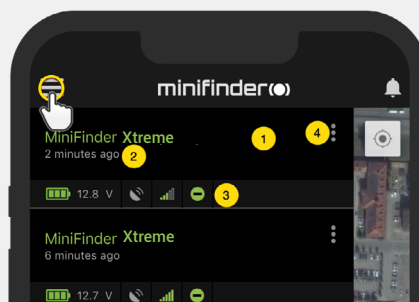 minifinder
MiniFinder Xtreme
1
4
2 minutes ago
2
12.8 V
3
MiniFinder Xtreme
6 minutes ago
12.7 V